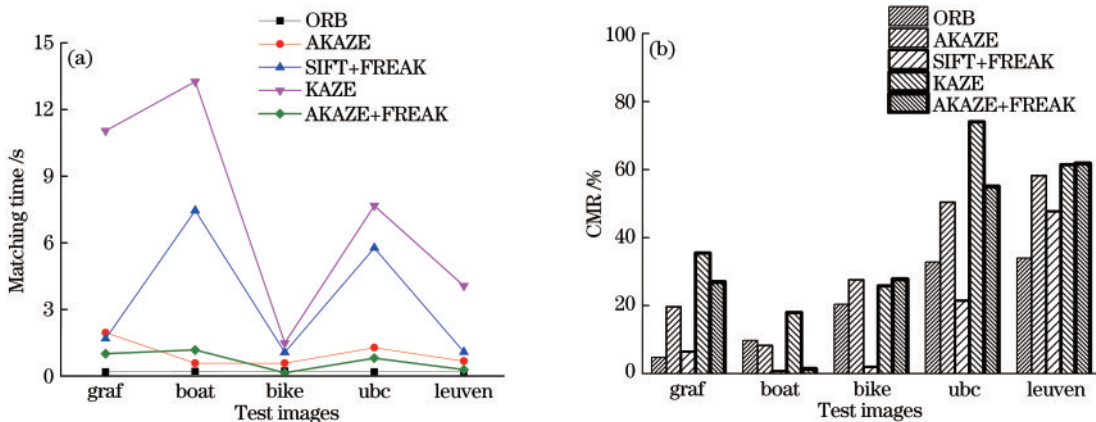 (a)
ORB
AKAZE
SIFT+FREAK
KAZE
AKAZE+FREAK
Matching time /s
15
12
9
6
3
0
graf boat bike ubc leuven
Test images
(b)
ORB
AKAZE
SIFT+FREAK
KAZE
AKAZE+FREAK
CMR /%
100
80
60
40
20
0
graf boat bike ubc leuven
Test images